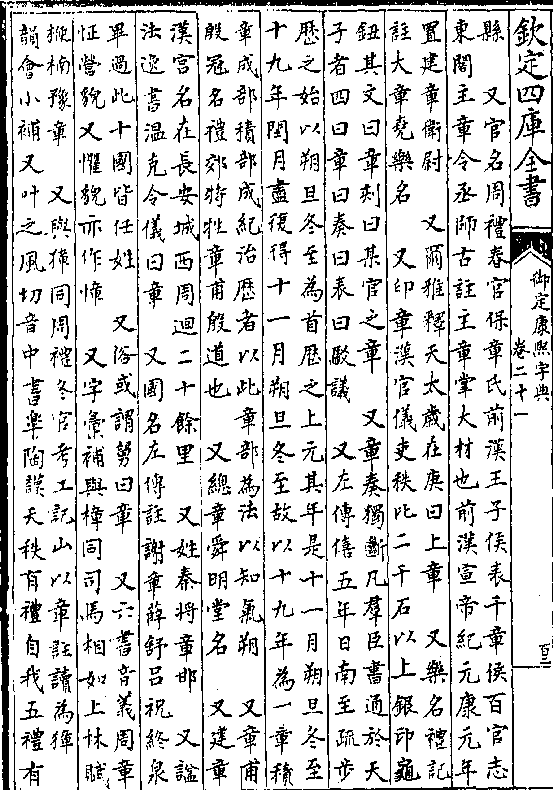 欽定四庫全書
御定康熙字典
卷二十一
百三
縣　又官名周禮春官保章氏前漢王子侯表千章侯百官志
東閣主章令丞師古註主章掌大材也前漢宣帝紀元康元年
置建章衛尉　又爾雅釋天太歲在庚曰上章　又樂名禮記
註大章堯樂名　又印章漢官儀吏秩比二千石以上銀印龜
鈕其文曰章刻曰某官之章　又章奏獨斷凡羣臣書通於天
子者四曰章曰奏曰表曰駮議　又左傳僖五年日南至疏步
歷之始以朔旦冬至為首歷之上元其年是十一月朔旦冬至
十九年閏月盡復得十一月朔旦冬至故以十九年為一章積
章成部積部成紀治歷者以此章部為法以知氣朔　又章甫
殷冠名禮郊特牲章甫殷道也　又總章舜明堂名　又建章
漢宮名在長安城西周迴二十餘里　又姓秦將章邯　又諡
法逸書溫克令儀曰章　又國名左傳註謝章薛舒呂祝終泉
畢過此十國皆任姓　又俗或謂舅曰章　又六書音義周章
怔營貌又懼貌亦作慞　又字彙補與樟同司馬相如上林賦
楩楠豫章　又與獐同周禮冬官考工記山以章註讀為獐
韻會小補又叶之風切音中書皐陶謨天秩有禮自我五禮有